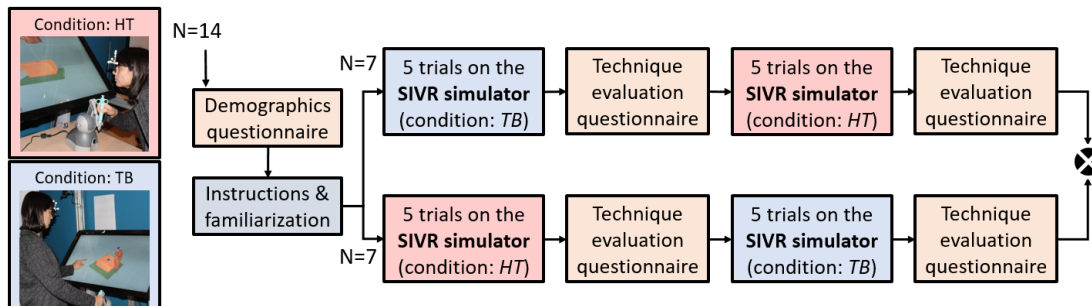 Condition: HT
Condition: TB
N=14
Demographics
questionnaire
Instructions &
familiarization
N=7
5 trials on the
SIVR simulator
(condition: TB)
Technique
evaluation
questionnaire
5 trials on the
SIVR simulator
(condition: HT)
Technique
evaluation
questionnaire
N=7
5 trials on the
SIVR simulator
(condition: HT)
Technique
evaluation
questionnaire
5 trials on the
SIVR simulator
(condition: TB)
Technique
evaluation
questionnaire